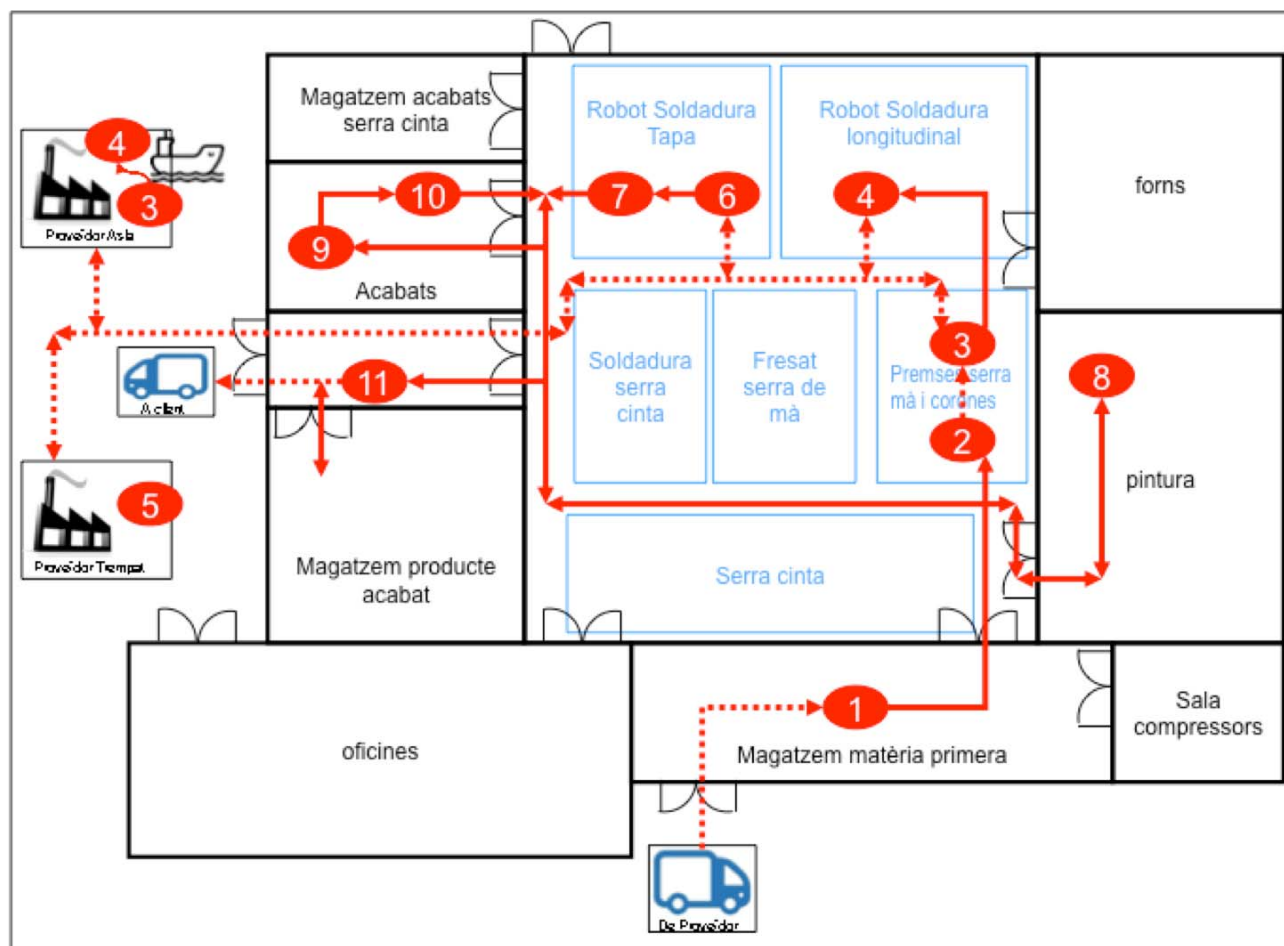 Magatzem acabats
serra cinta
Robot Soldadura
Tapa
Robot Soldadura
longitudinal
forns
4
3
Proveïdor Asia
10
7
6
4
9
Acabats
Soldadura
serra
cinta
Fresat
serra de
mà
3
Premses serra
mà i corones
2
8
pintura
11
A client
5
Proveïdor Trempat
Magatzem producte
acabat
Serra cinta
oficines
1
Magatzem matèria primera
Sala
compressors
De Proveïdor